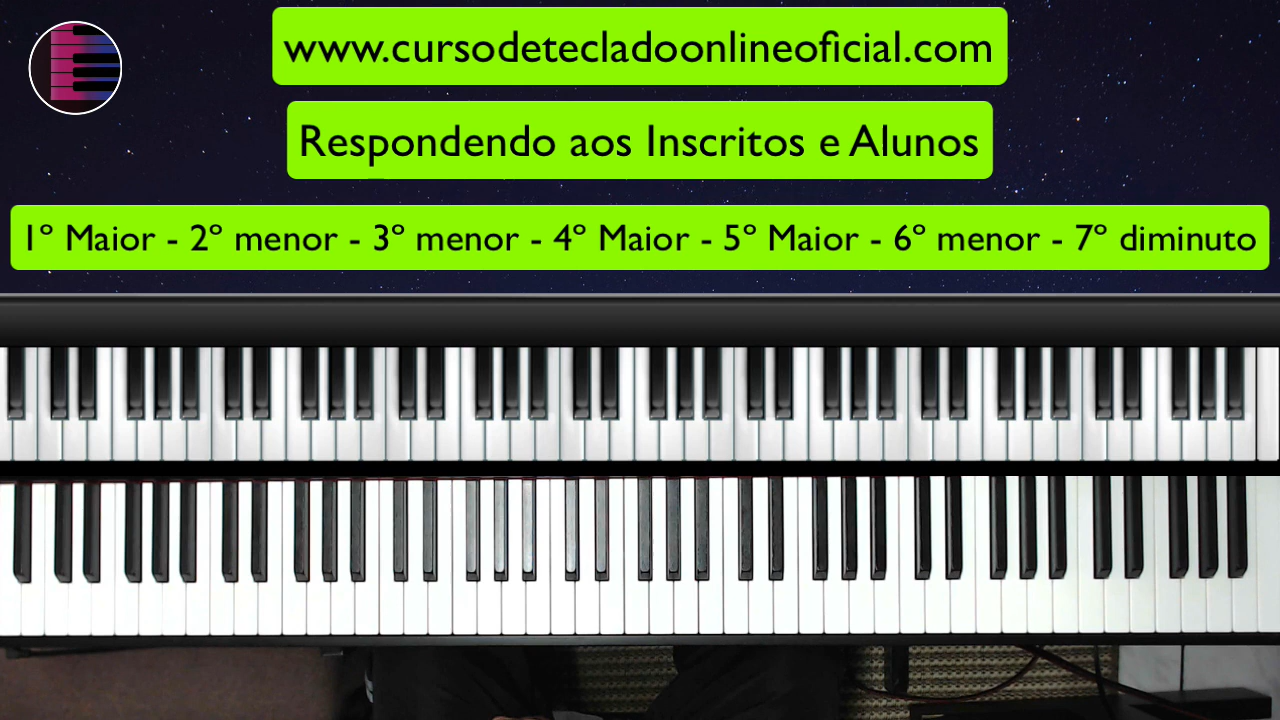 www.cursodetecladoonlineoficial.com
Respondendo aos Inscritos e Alunos
1º Maior - 2º menor - 3º menor - 4º Maior - 5º Maior - 6º menor - 7º diminuto